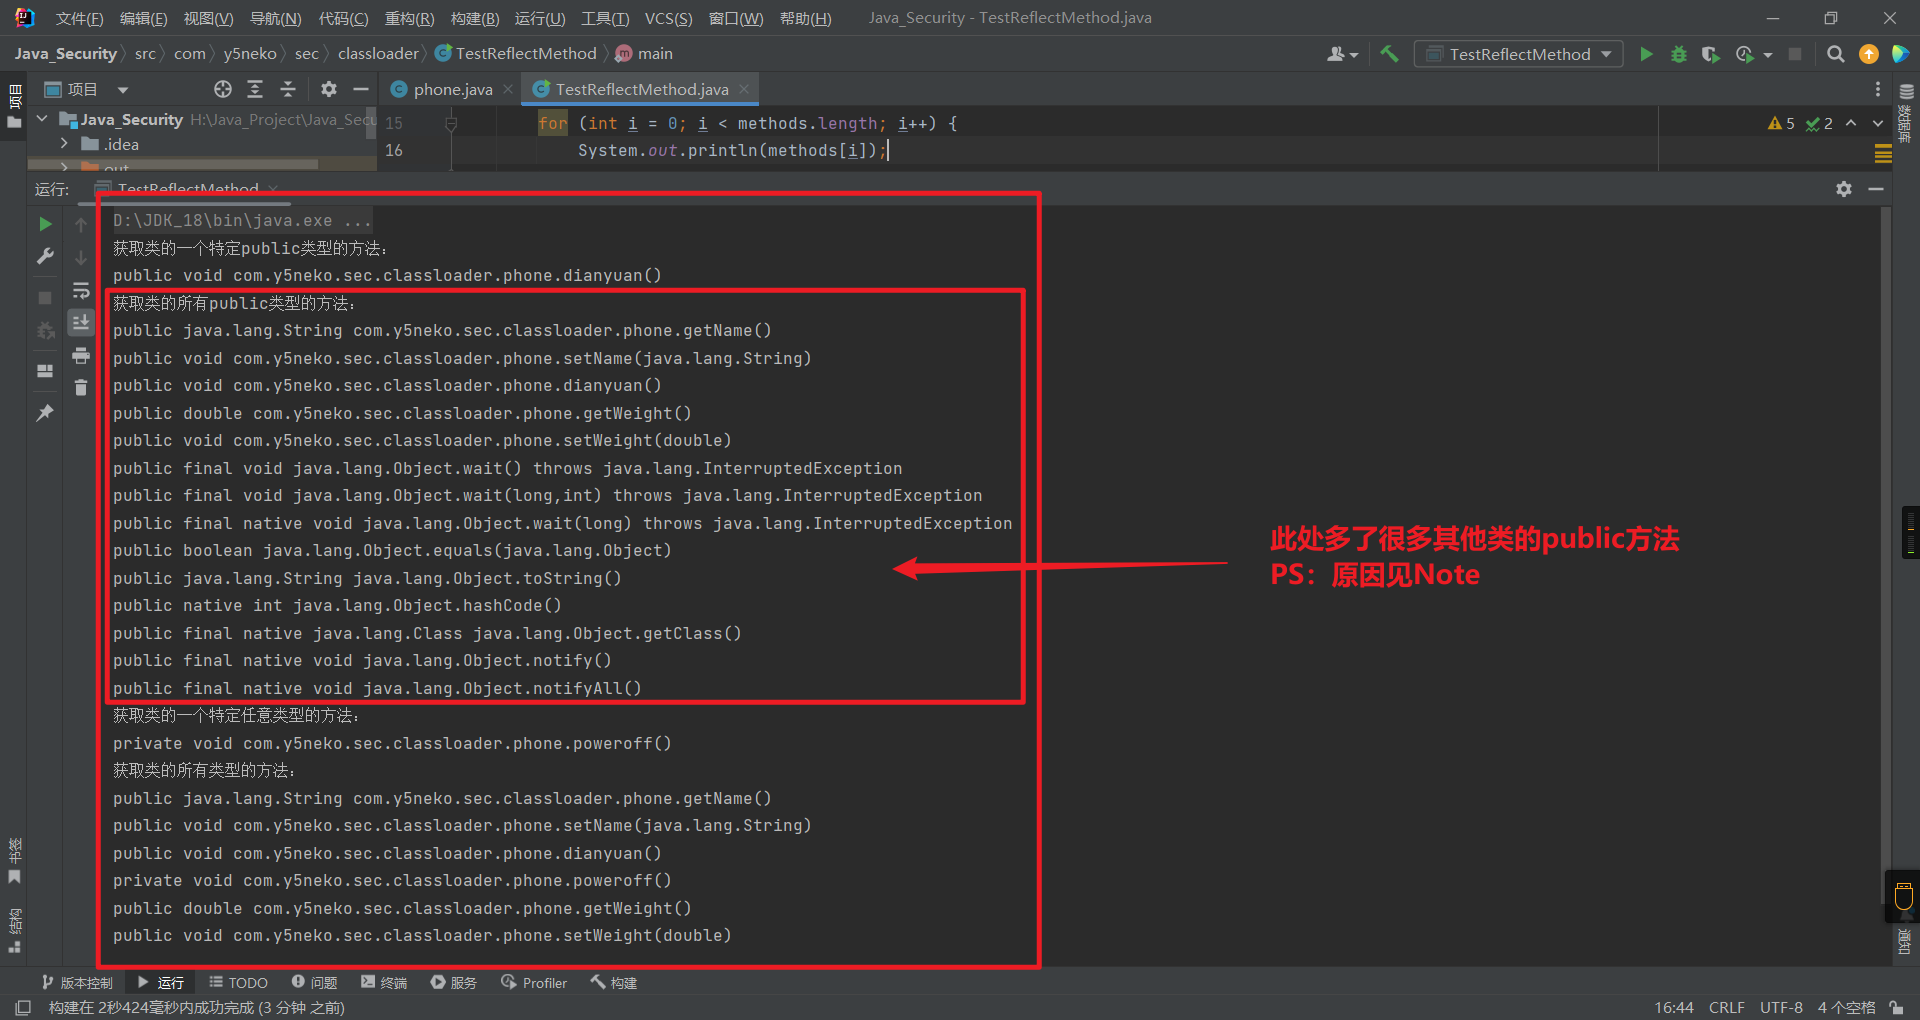 文件(F) 编辑(E) 视图(V) 导航(N) 代码(C) 重构(R) 构建(B) 运行(U) 工具(T) VCS(S) 窗口(W) 帮助(H) Java_Security - TestReflectMethod.java
Java_Security src com y5neko sec classloader TestReflectMethod main
TestReflectMethod
项目
项目
phone.java
TestReflectMethod.java
Java_Security H:\Java_Project\Java_Secu
.idea
out
15 for (int i = 0; i < methods.length; i++) {
16 System.out.println(methods[i]);
5 2
数据库
运行: TestReflectMethod
D:\JDK_18\bin\java.exe ...
获取类的一个特定public类型的方法：
public void com.y5neko.sec.classloader.phone.dianyuan()
获取类的所有public类型的方法：
public java.lang.String com.y5neko.sec.classloader.phone.getName()
public void com.y5neko.sec.classloader.phone.setName(java.lang.String)
public void com.y5neko.sec.classloader.phone.dianyuan()
public double com.y5neko.sec.classloader.phone.getWeight()
public void com.y5neko.sec.classloader.phone.setWeight(double)
public final void java.lang.Object.wait() throws java.lang.InterruptedException
public final void java.lang.Object.wait(long,int) throws java.lang.InterruptedException
public final native void java.lang.Object.wait(long) throws java.lang.InterruptedException
public boolean java.lang.Object.equals(java.lang.Object)
public java.lang.String java.lang.Object.toString()
public native int java.lang.Object.hashCode()
public final native java.lang.Class java.lang.Object.getClass()
public final native void java.lang.Object.notify()
public final native void java.lang.Object.notifyAll()
获取类的一个特定任意类型的方法：
private void com.y5neko.sec.classloader.phone.poweroff()
获取类的所有类型的方法：
public java.lang.String com.y5neko.sec.classloader.phone.getName()
public void com.y5neko.sec.classloader.phone.setName(java.lang.String)
public void com.y5neko.sec.classloader.phone.dianyuan()
private void com.y5neko.sec.classloader.phone.poweroff()
public double com.y5neko.sec.classloader.phone.getWeight()
public void com.y5neko.sec.classloader.phone.setWeight(double)
此处多了很多其他类的public方法
PS：原因见Note
书签
结构
通知
版本控制 运行 TODO 问题 终端 服务 Profiler 构建
构建在 2秒424毫秒内成功完成 (3 分钟 之前)
16:44 CRLF UTF-8 4 个空格